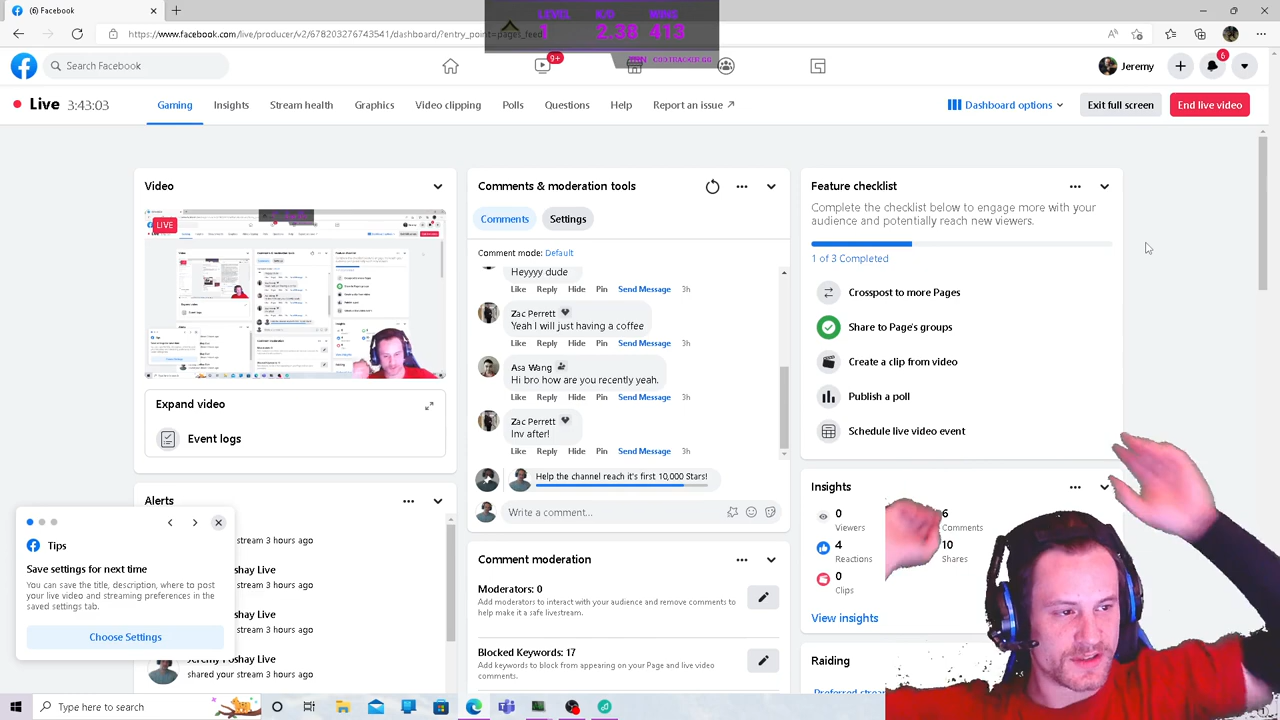 (6) Facebook
LEVEL K/D WINS
1 2.38 413
CODTRACKER.GG
https://www.facebook.com/live/producer/v2/678203276743541/dashboard/?entry_point=pages_feed
Search Facebook
9+
Jeremy
6
Live 3:43:03
Gaming Insights Stream health Graphics Video clipping Polls Questions Help Report an issue
Dashboard options
Exit full screen
End live video
Video
LIVE
Expand video
Event logs
Alerts
stream 3 hours ago
shay Live
stream 3 hours ago
shay Live
stream 3 hours ago
Jeremy Poshay Live
shared your stream 3 hours ago
Tips
Save settings for next time
You can save the title, description, where to post
your live video and streaming preferences in the
saved settings tab.
Choose Settings
Comments & moderation tools
Comments Settings
Comment mode: Default
Heyyyy dude
Like Reply Hide Pin Send Message 3h
Zac Perrett
Yeah I will just having a coffee
Like Reply Hide Pin Send Message 3h
Asa Wang
Hi bro how are you recently yeah.
Like Reply Hide Pin Send Message 3h
Zac Perrett
Inv after!
Like Reply Hide Pin Send Message 3h
Help the channel reach it's first 10,000 Stars!
Write a comment...
Comment moderation
Moderators: 0
Add moderators to interact with your audience and remove comments to
help make it a safe livestream.
Blocked Keywords: 17
Add keywords to block from appearing on your Page and live video
comments.
Feature checklist
Complete the checklist below to engage more with your
audience and potentially reach new viewers.
1 of 3 Completed
Crosspost to more Pages
Share to Page's groups
Create a clip from video
Publish a poll
Schedule live video event
Insights
0
Viewers
6
Comments
4
Reactions
10
Shares
0
Clips
View insights
Raiding
Preferred strea
Type here to search